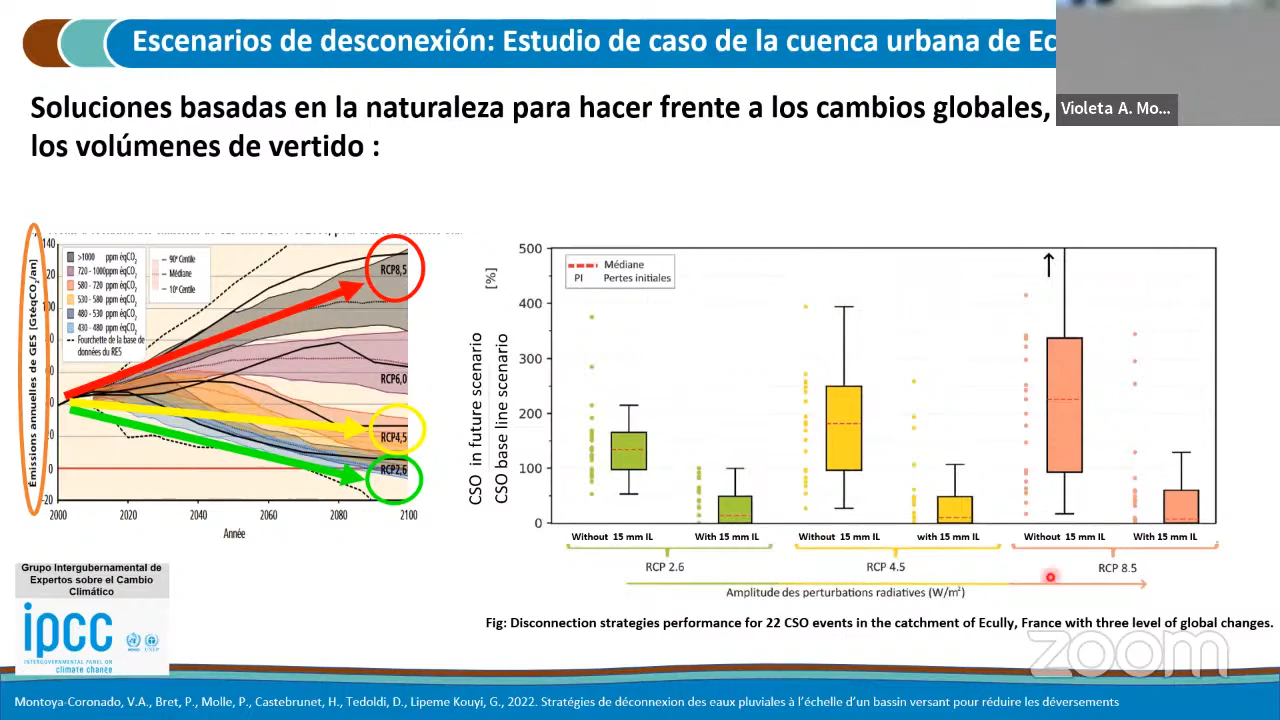 Escenarios de desconexión: Estudio de caso de la cuenca urbana de Ec
Violeta A. Mo...
Soluciones basadas en la naturaleza para hacer frente a los cambios globales,
los volúmenes de vertido :
Émissions annuelles de GES [GtéqCO2/an]
>1000 ppm éqCO2
720 - 1000ppm éqCO2
580 - 720 ppm éqCO2
530 - 580 ppm éqCO2
480 - 530 ppm éqCO2
430 - 480 ppm éqCO2
Fourchette de la base de
données du RE5
90e Centile
Médiane
10e Centile
RCP8,5
RCP6,0
RCP4,5
RCP2,6
0
-20
2000 2020 2040 2060 2080 2100
Année
CSO in future scenario
CSO base line scenario
[%]
500
400
300
200
100
0
Médiane
PI Pertes initiales
Without 15 mm IL With 15 mm IL Without 15 mm IL with 15 mm IL Without 15 mm IL With 15 mm IL
RCP 2.6 RCP 4.5 RCP 8.5
Amplitude des perturbations radiatives (W/m²)
Fig: Disconnection strategies performance for 22 CSO events in the catchment of Ecully, France with three level of global changes.
Grupo Intergubernamental de
Expertos sobre el Cambio
Climático
ipcc
INTERGOVERNMENTAL PANEL ON
climate change
WMO UNEP
zoom
Montoya-Coronado, V.A., Bret, P., Molle, P., Castebrunet, H., Tedoldi, D., Lipeme Kouyi, G., 2022. Stratégies de déconnexion des eaux pluviales à l'échelle d'un bassin versant pour réduire les déversements